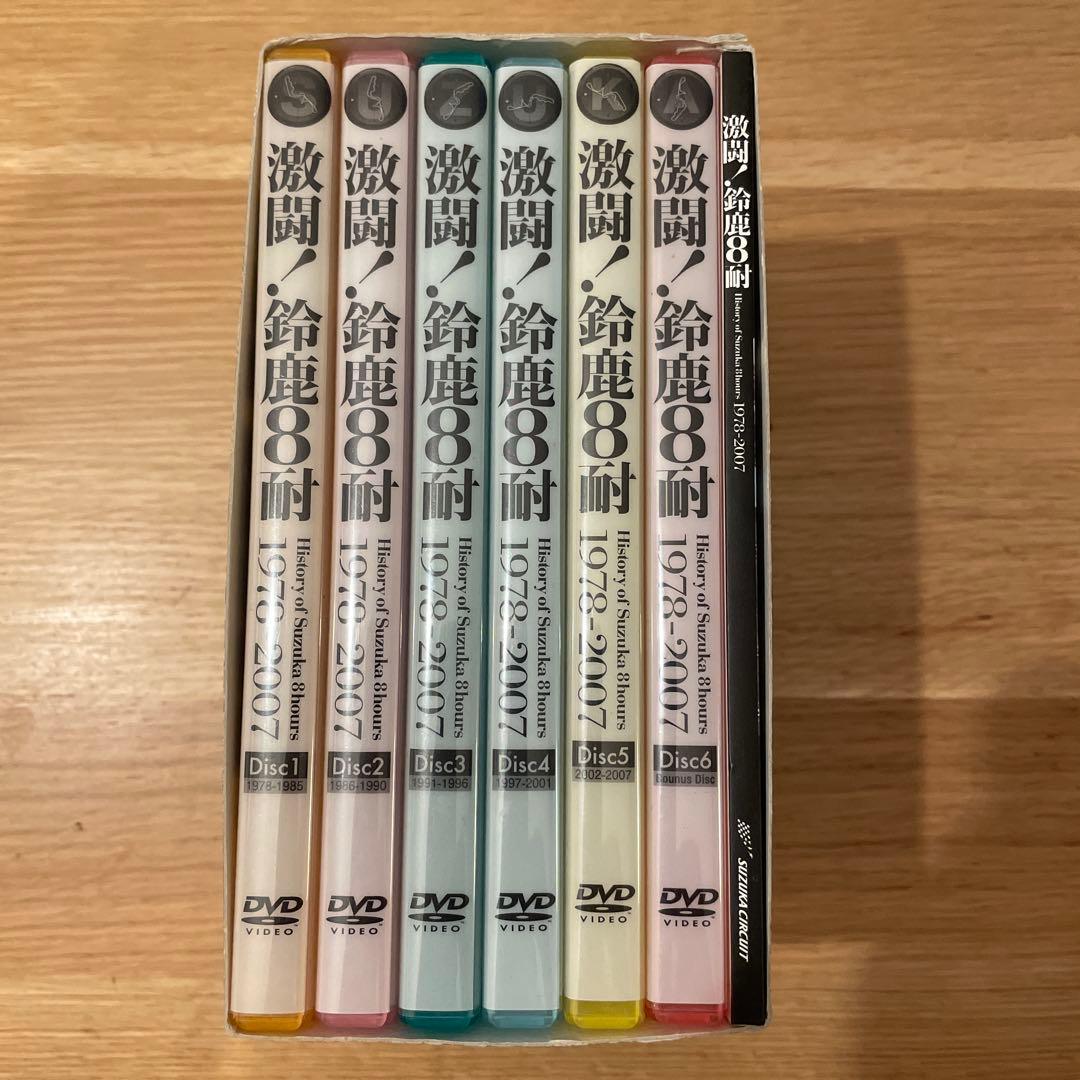 S
激闘!鈴鹿8耐
History of Suzuka 8hours
1978-2007
Disc1
1978-1985
DVD
VIDEO
U
激闘!鈴鹿8耐
History of Suzuka 8hours
1978-2007
Disc2
1986-1990
DVD
VIDEO
Z
激闘!鈴鹿8耐
History of Suzuka 8hours
1978-2007
Disc3
1991-1996
DVD
VIDEO
U
激闘!鈴鹿8耐
History of Suzuka 8hours
1978-2007
Disc4
1997-2001
DVD
VIDEO
K
激闘!鈴鹿8耐
History of Suzuka 8hours
1978-2007
Disc5
2002-2007
DVD
VIDEO
A
激闘!鈴鹿8耐
History of Suzuka 8hours
1978-2007
Disc6
Bounus Disc
DVD
VIDEO
激闘!鈴鹿8耐
History of Suzuka 8hours 1978-2007
SUZUKA CIRCUIT